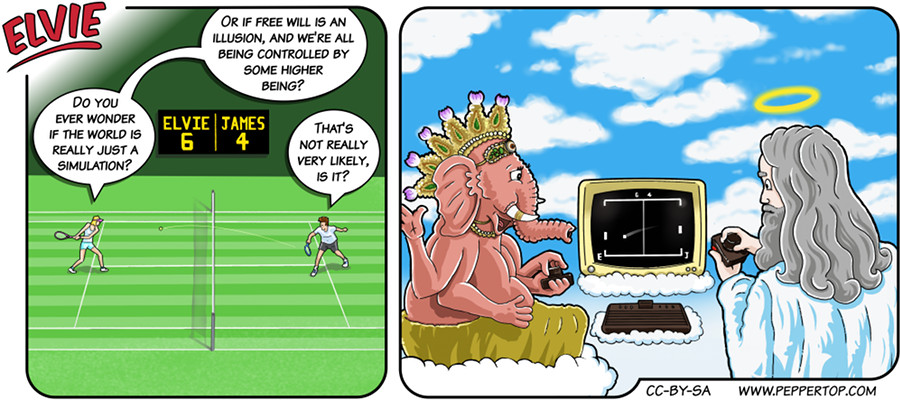 ELVIE
DO YOU
EVER WONDER
IF THE WORLD IS
REALLY JUST A
SIMULATION?
OR IF FREE WILL IS AN
ILLUSION, AND WE'RE ALL
BEING CONTROLLED BY
SOME HIGHER
BEING?
ELVIE JAMES
6 4
THAT'S
NOT REALLY
VERY LIKELY,
IS IT?
6 4
E J
CC-BY-SA WWW.PEPPERTOP.COM